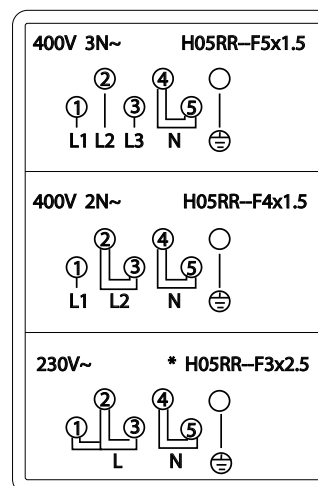 400V 3N~ H05RR--F5x1.5
2 4
1 3 5
L1 L2 L3 N
400V 2N~ H05RR--F4x1.5
2 4
1 3 5
L1 L2 N
230V~ * H05RR--F3x2.5
2 4
1 3 5
L N